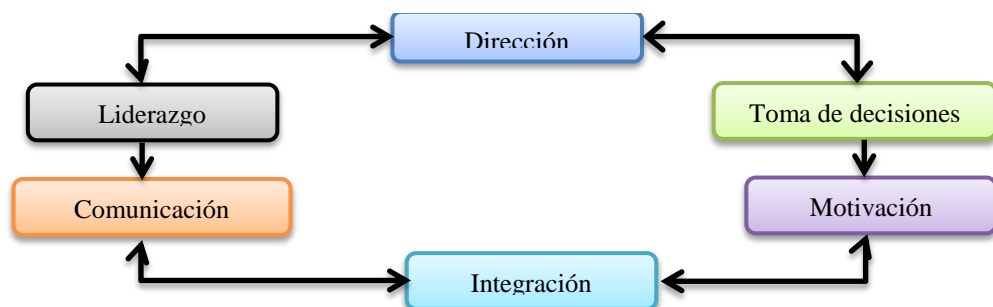 Dirección
Liderazgo
Toma de decisiones
Comunicación
Motivación
Integración